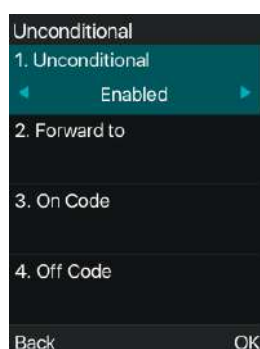 Unconditional
1. Unconditional
Enabled
2. Forward to
3. On Code
4. Off Code
Back OK